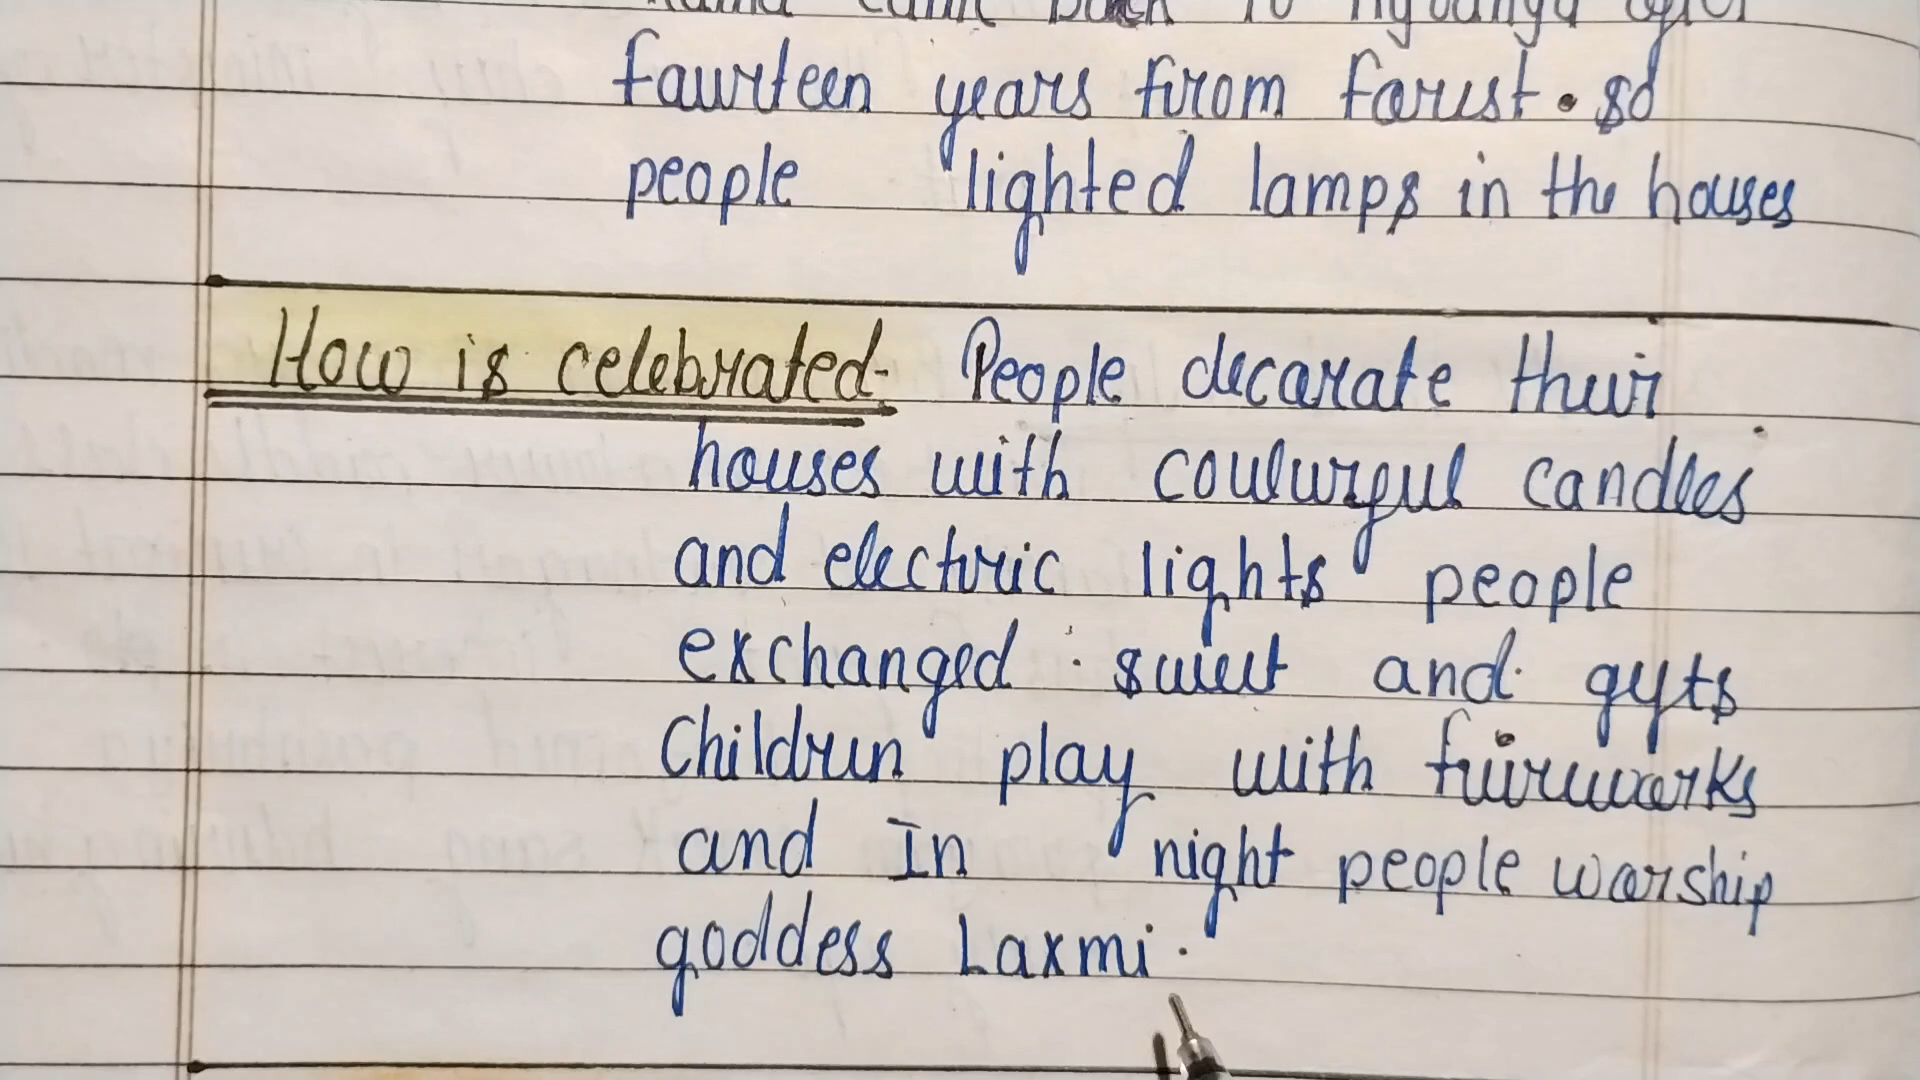 fourteen years from forest. so
people lighted lamps in the houses
How is celebrated- People decorate their
houses with coulurful candles
and electric lights people
exchanged sweet and gifts
Children play with fireworks
and In night people worship
goddess Laxmi.